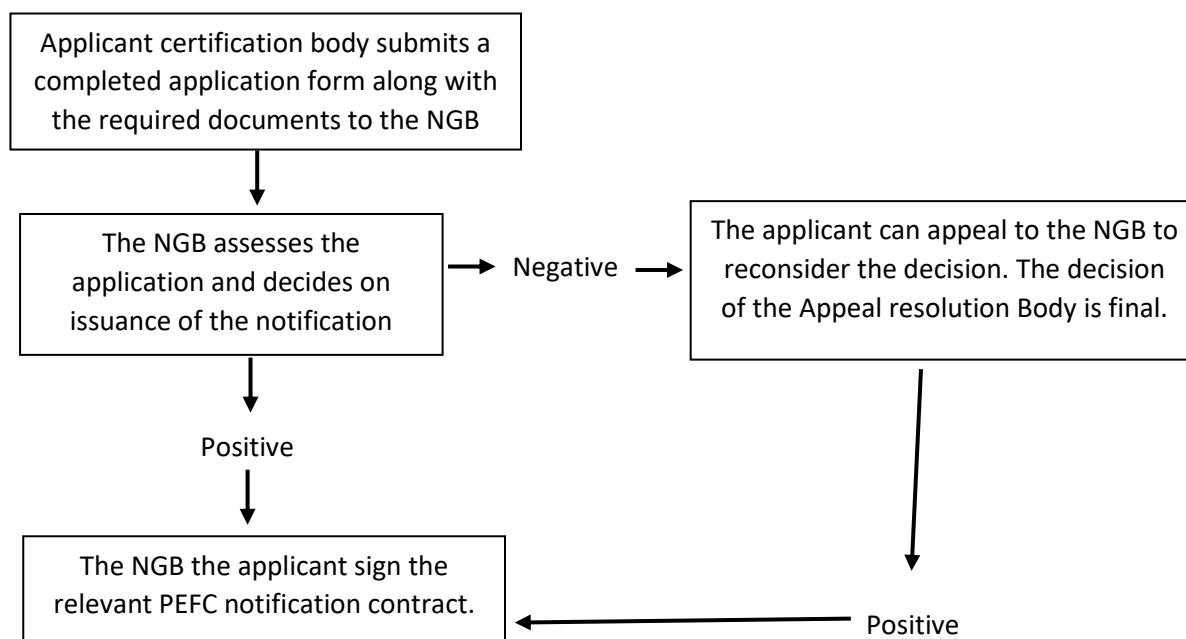 Applicant certification body submits a
completed application form along with
the required documents to the NGB
The NGB assesses the
application and decides on
issuance of the notification
Negative
The applicant can appeal to the NGB to
reconsider the decision. The decision
of the Appeal resolution Body is final.
Positive
The NGB the applicant sign the
relevant PEFC notification contract.
Positive